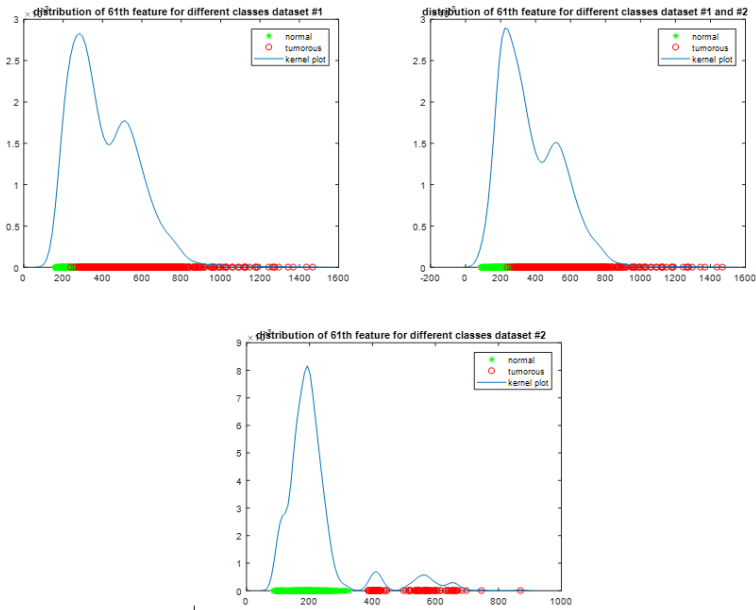 distribution of 61th feature for different classes dataset #1
normal
tumorous
kernel plot
3
2.5
2
1.5
1
0.5
0
0 200 400 600 800 1000 1200 1400 1600
distribution of 61th feature for different classes dataset #1 and #2
normal
tumorous
kernel plot
3
2.5
2
1.5
1
0.5
0
-200 0 200 400 600 800 1000 1200 1400 1600
distribution of 61th feature for different classes dataset #2
normal
tumorous
kernel plot
9
8
7
6
5
4
3
2
1
0
0 200 400 600 800 1000